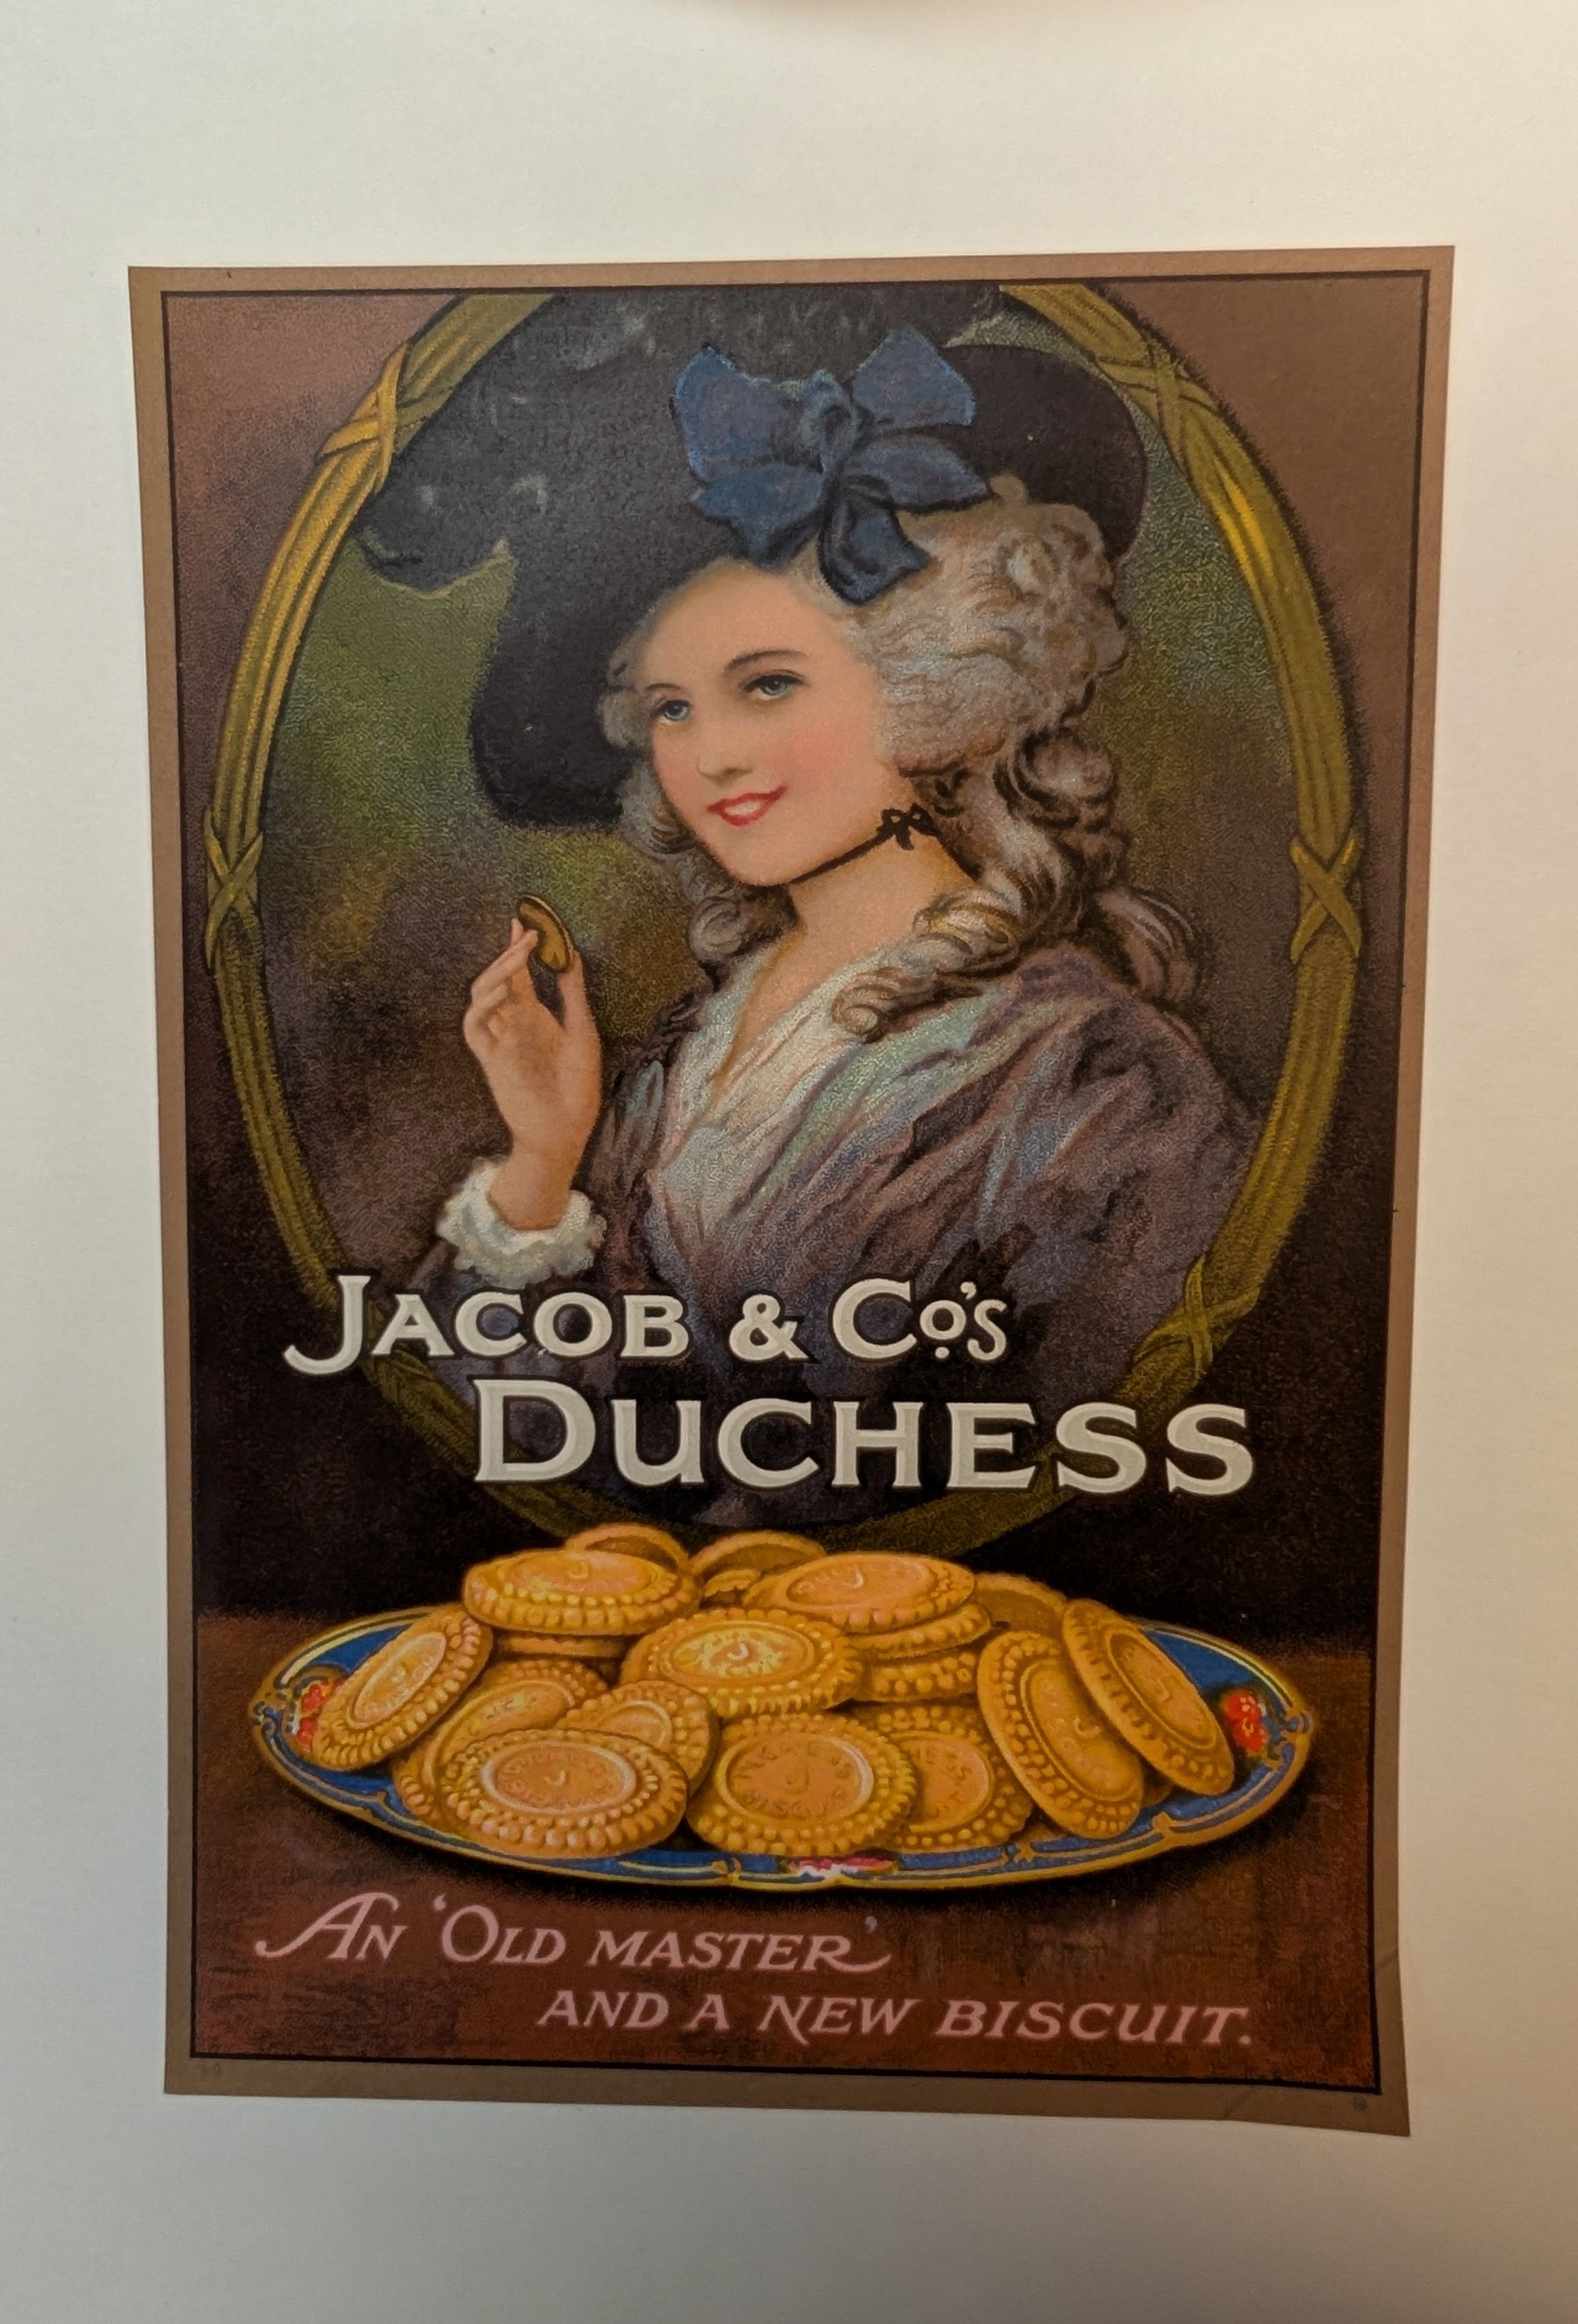 JACOB & Co's
DUCHESS
AN 'OLD MASTER'
AND A NEW BISCUIT.